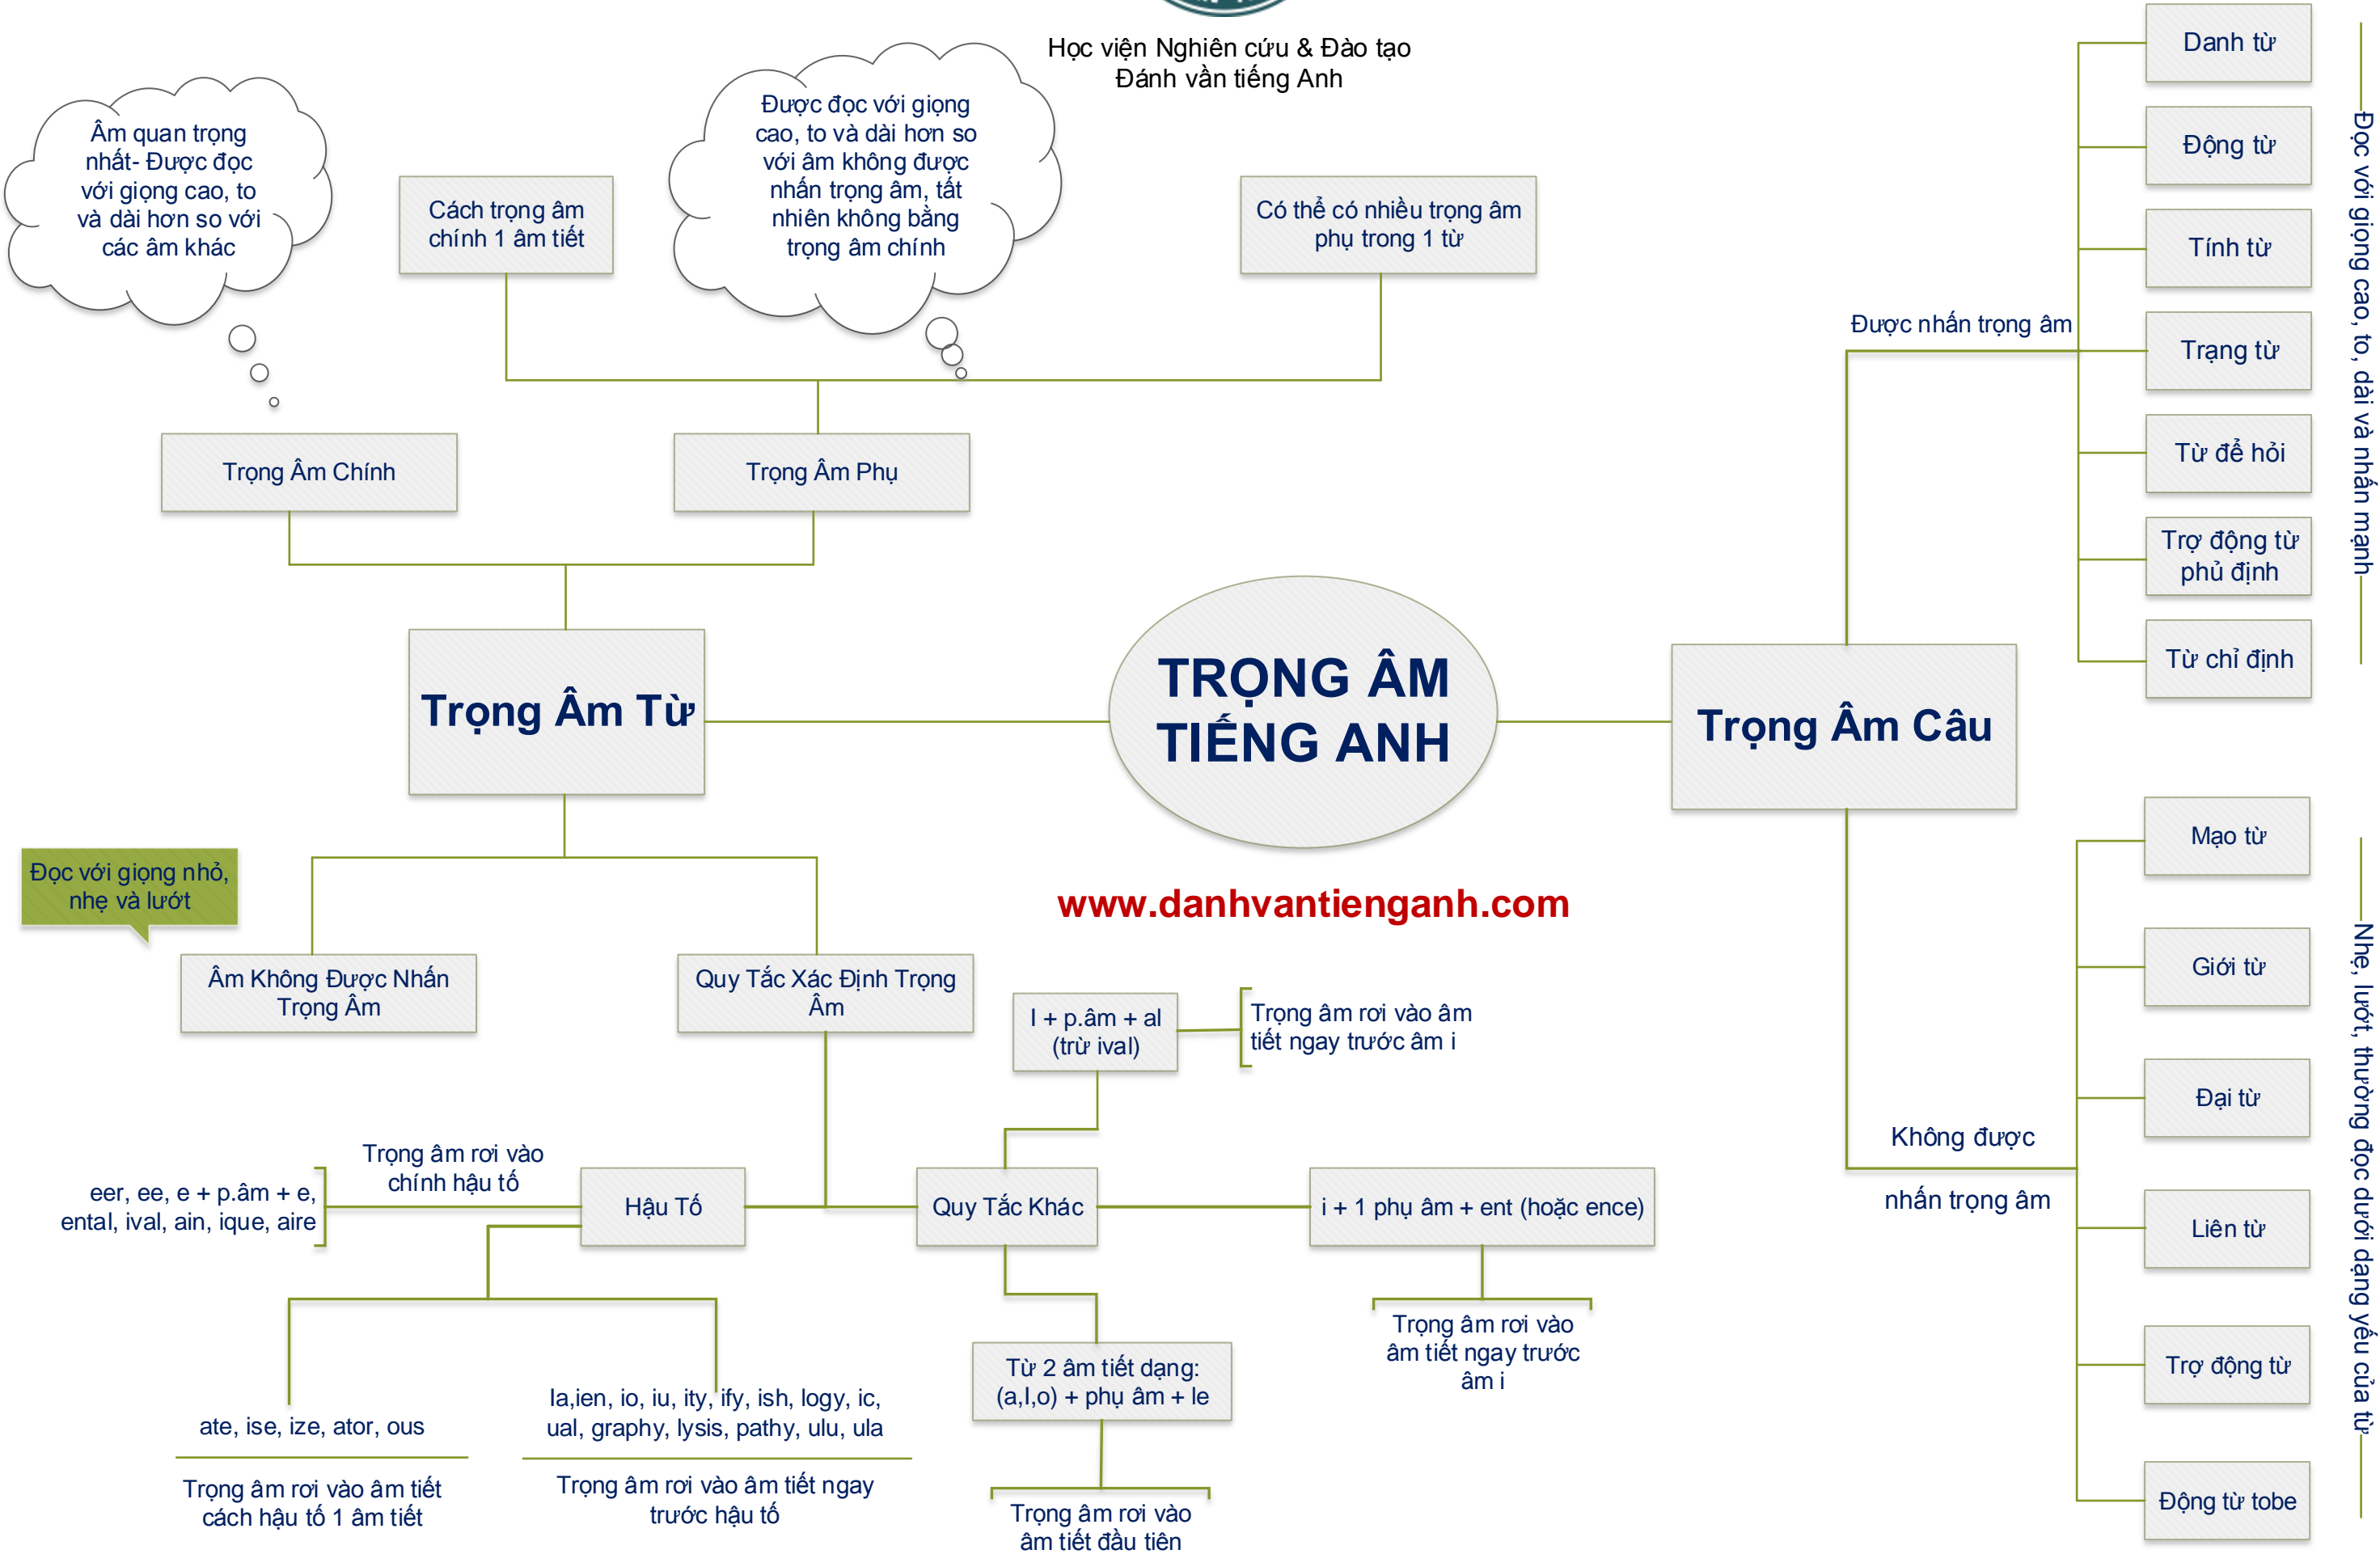 Học viện Nghiên cứu & Đào tạo
Đánh vần tiếng Anh
Âm quan trọng
nhất- Được đọc
với giọng cao, to
và dài hơn so với
các âm khác
Cách trọng âm
chính 1 âm tiết
Được đọc với giọng
cao, to và dài hơn so
với âm không được
nhấn trọng âm, tất
nhiên không bằng
trọng âm chính
Có thể có nhiều trọng âm
phụ trong 1 từ
Trọng Âm Chính
Trọng Âm Phụ
Trọng Âm Từ
TRỌNG ÂM
TIẾNG ANH
www.danhvantienganh.com
Trọng Âm Câu
Được nhấn trọng âm
Danh từ
Động từ
Tính từ
Trạng từ
Từ để hỏi
Trợ động từ
phủ định
Từ chỉ định
Đọc với giọng cao, to, dài và nhấn mạnh
Không được
nhấn trọng âm
Mạo từ
Giới từ
Đại từ
Liên từ
Trợ động từ
Động từ tobe
Nhẹ, lướt, thường đọc dưới dạng yếu của từ
Đọc với giọng nhỏ,
nhẹ và lướt
Âm Không Được Nhấn
Trọng Âm
Quy Tắc Xác Định Trọng
Âm
I + p.âm + al
(trừ ival)
Trọng âm rơi vào âm
tiết ngay trước âm i
Trọng âm rơi vào
chính hậu tố
eer, ee, e + p.âm + e,
ental, ival, ain, ique, aire
Hậu Tố
Quy Tắc Khác
i + 1 phụ âm + ent (hoặc ence)
Trọng âm rơi vào
âm tiết ngay trước
âm i
Từ 2 âm tiết dạng:
(a,I,o) + phụ âm + le
Trọng âm rơi vào
âm tiết đầu tiên
ate, ise, ize, ator, ous
Trọng âm rơi vào âm tiết
cách hậu tố 1 âm tiết
Ia,ien, io, iu, ity, ify, ish, logy, ic,
ual, graphy, lysis, pathy, ulu, ula
Trọng âm rơi vào âm tiết ngay
trước hậu tố